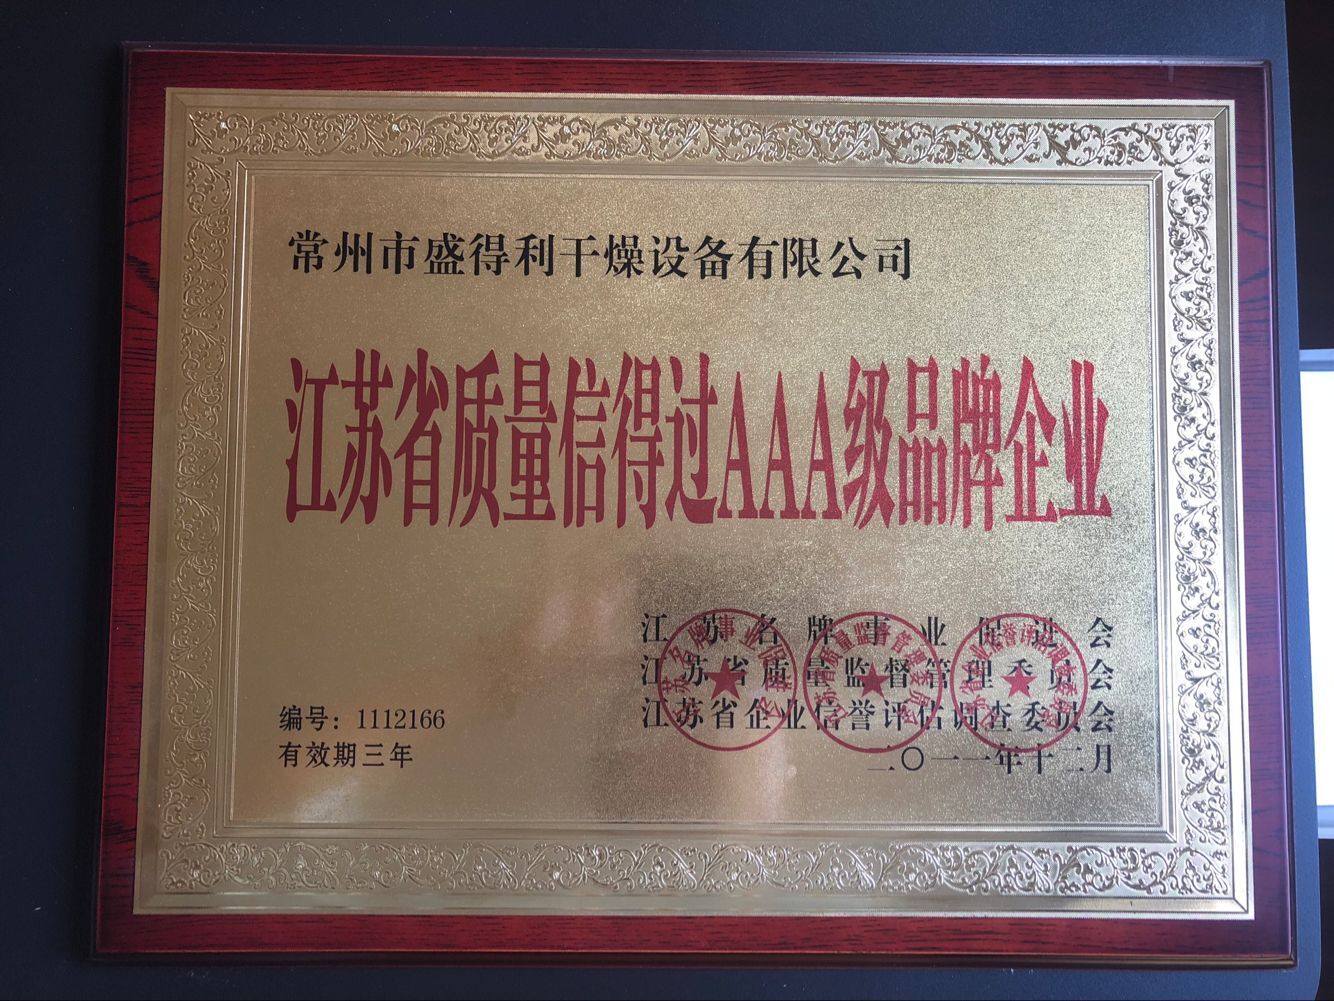 常州市盛得利干燥设备有限公司
江苏省质量信得过AAA级品牌企业
江苏名牌事业促进会
江苏省质量监督管理委员会
江苏省企业信誉评估调查委员会
二〇一一年十二月
编号：1112166
有效期三年